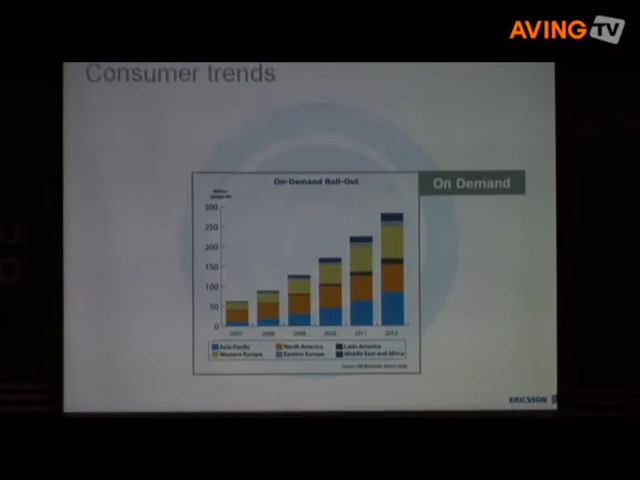 AVING TV
Consumer trends
On-Demand Roll-Out
On Demand
300
250
200
150
100
50
0
2007 2008 2009 2010 2011 2012
Asia-Pacific North America Latin America
Western Europe Eastern Europe Middle East and Africa
ERICSSON